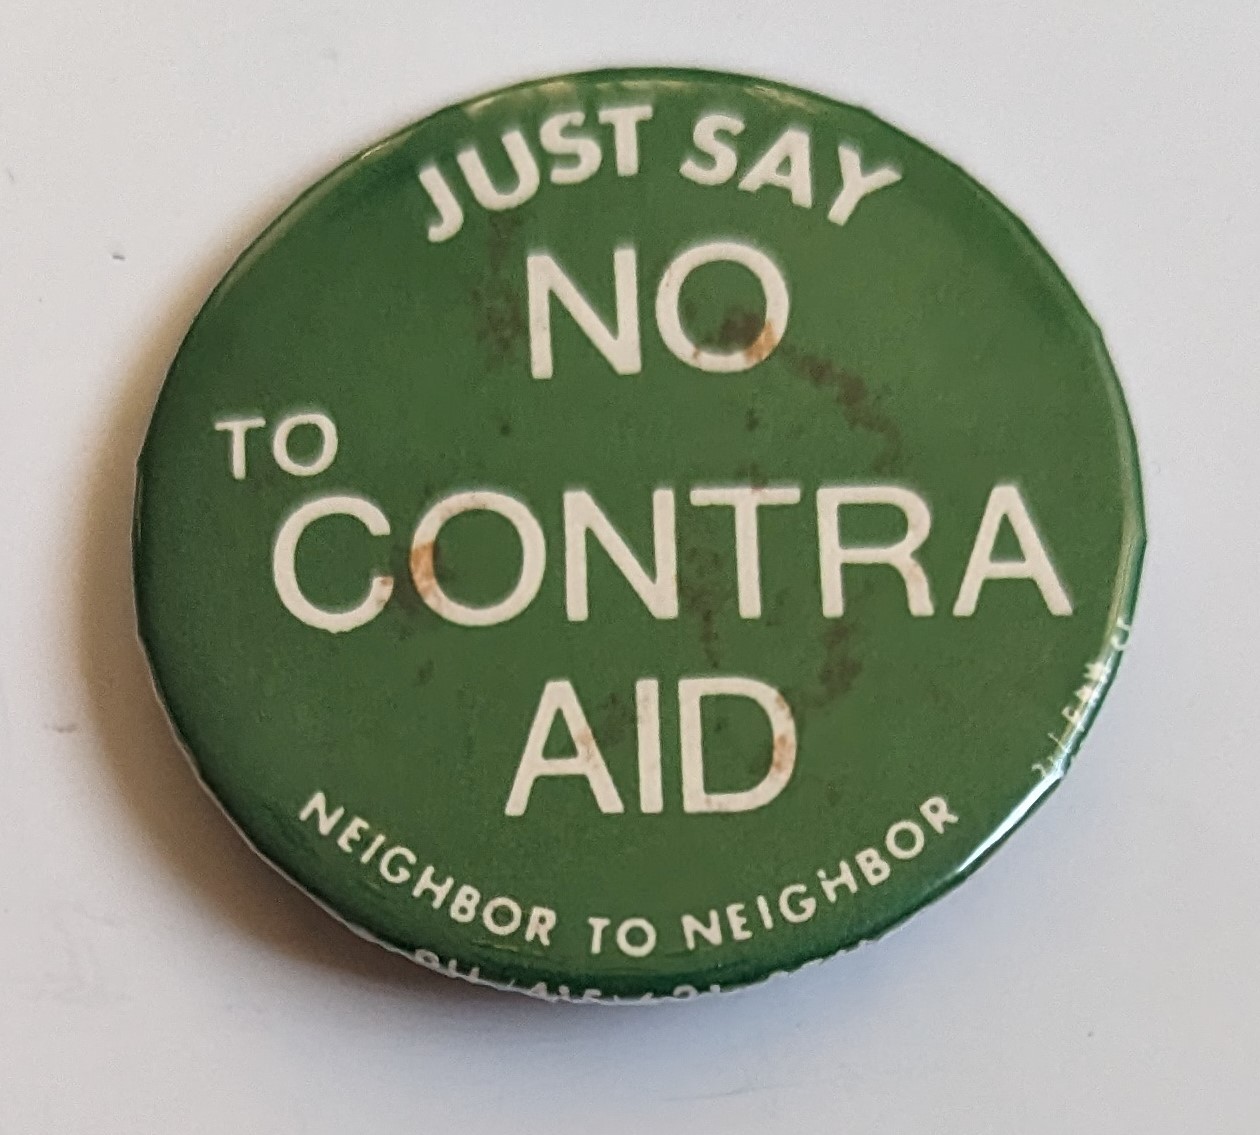 JUST SAY
NO
TO
CONTRA
AID
NEIGHBOR TO NEIGHBOR